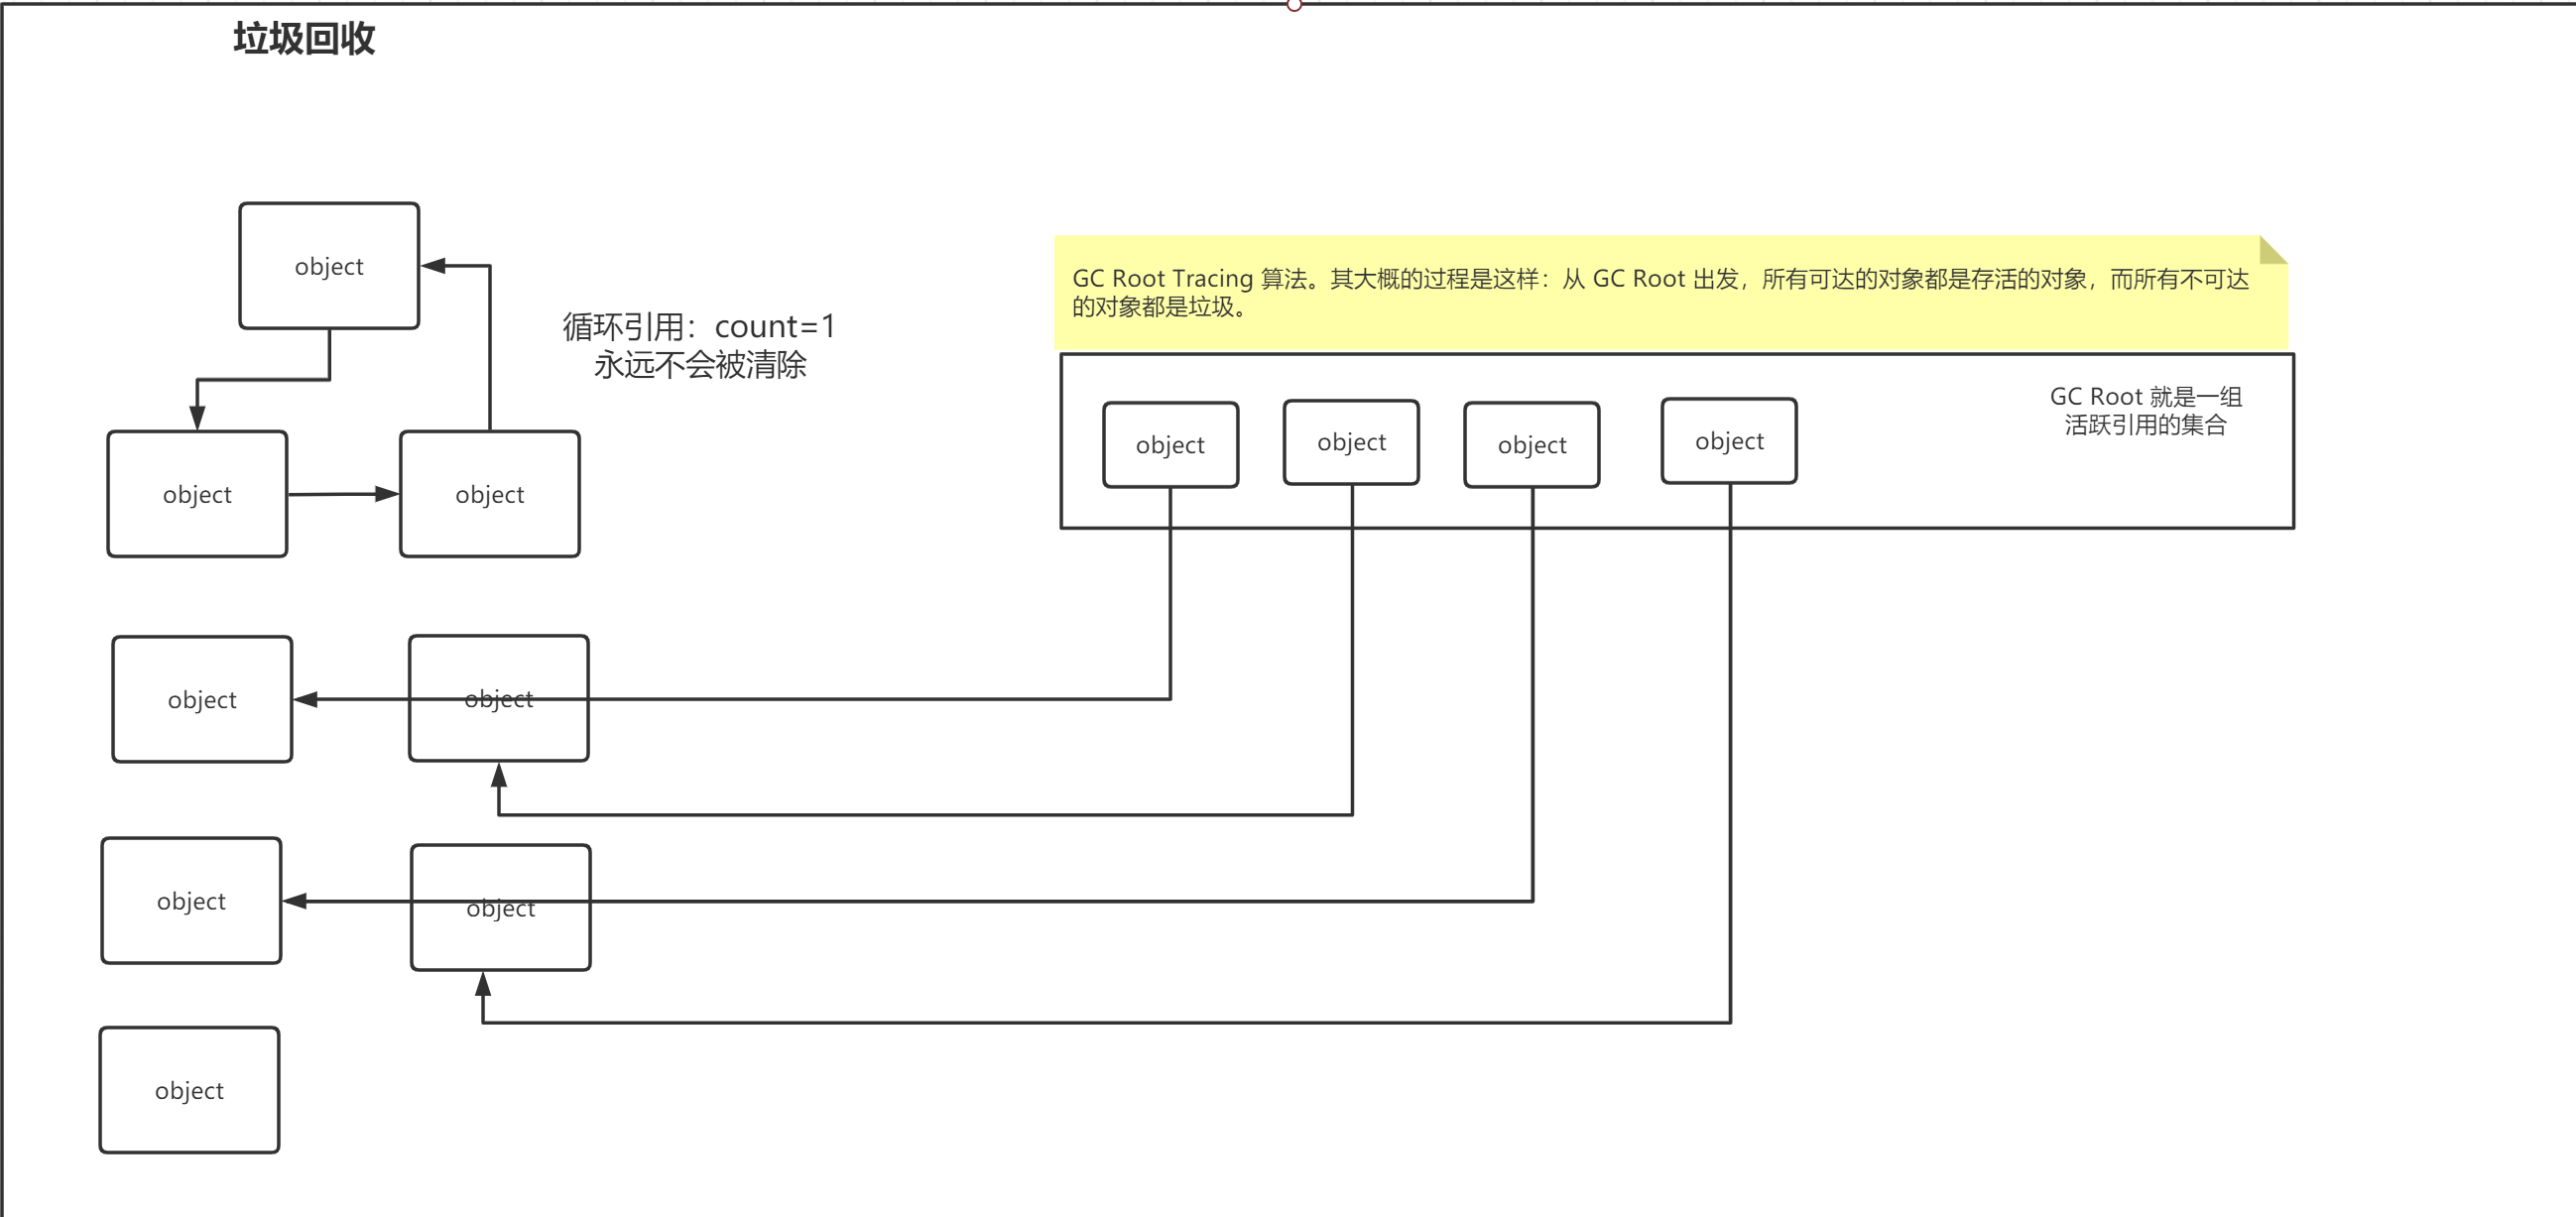 垃圾回收
object
循环引用：count=1
永远不会被清除
object
object
GC Root Tracing 算法。其大概的过程是这样：从 GC Root 出发，所有可达的对象都是存活的对象，而所有不可达
的对象都是垃圾。
GC Root 就是一组
活跃引用的集合
object
object
object
object
object
object
object
object
object